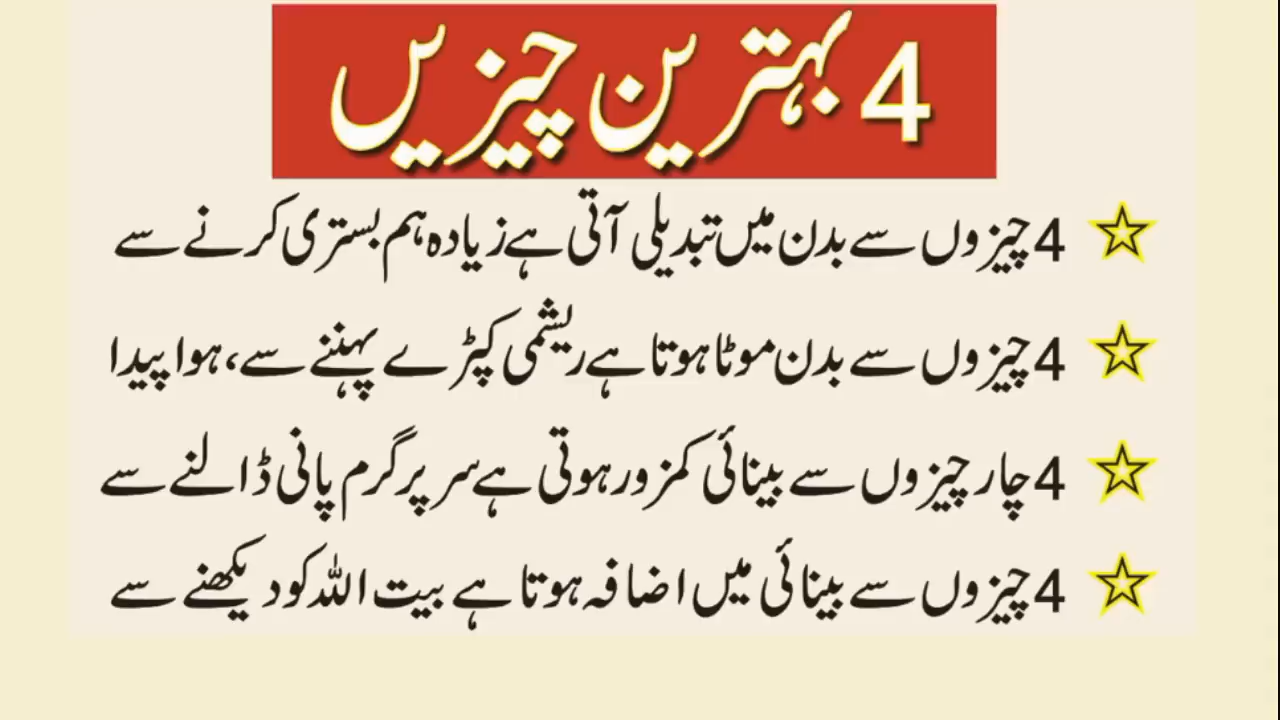 4 بہترین چیزیں
4 چیزوں سے بدن میں تبدیلی آتی ہے زیادہ ہم بستری کرنے سے
4 چیزوں سے بدن موٹا ہوتا ہے ریشمی کپڑے پہننے سے، ہوا پیدا
4 چار چیزوں سے بینائی کمزور ہوتی ہے سر پر گرم پانی ڈالنے سے
4 چیزوں سے بینائی میں اضافہ ہوتا ہے بیت اللہ کو دیکھنے سے